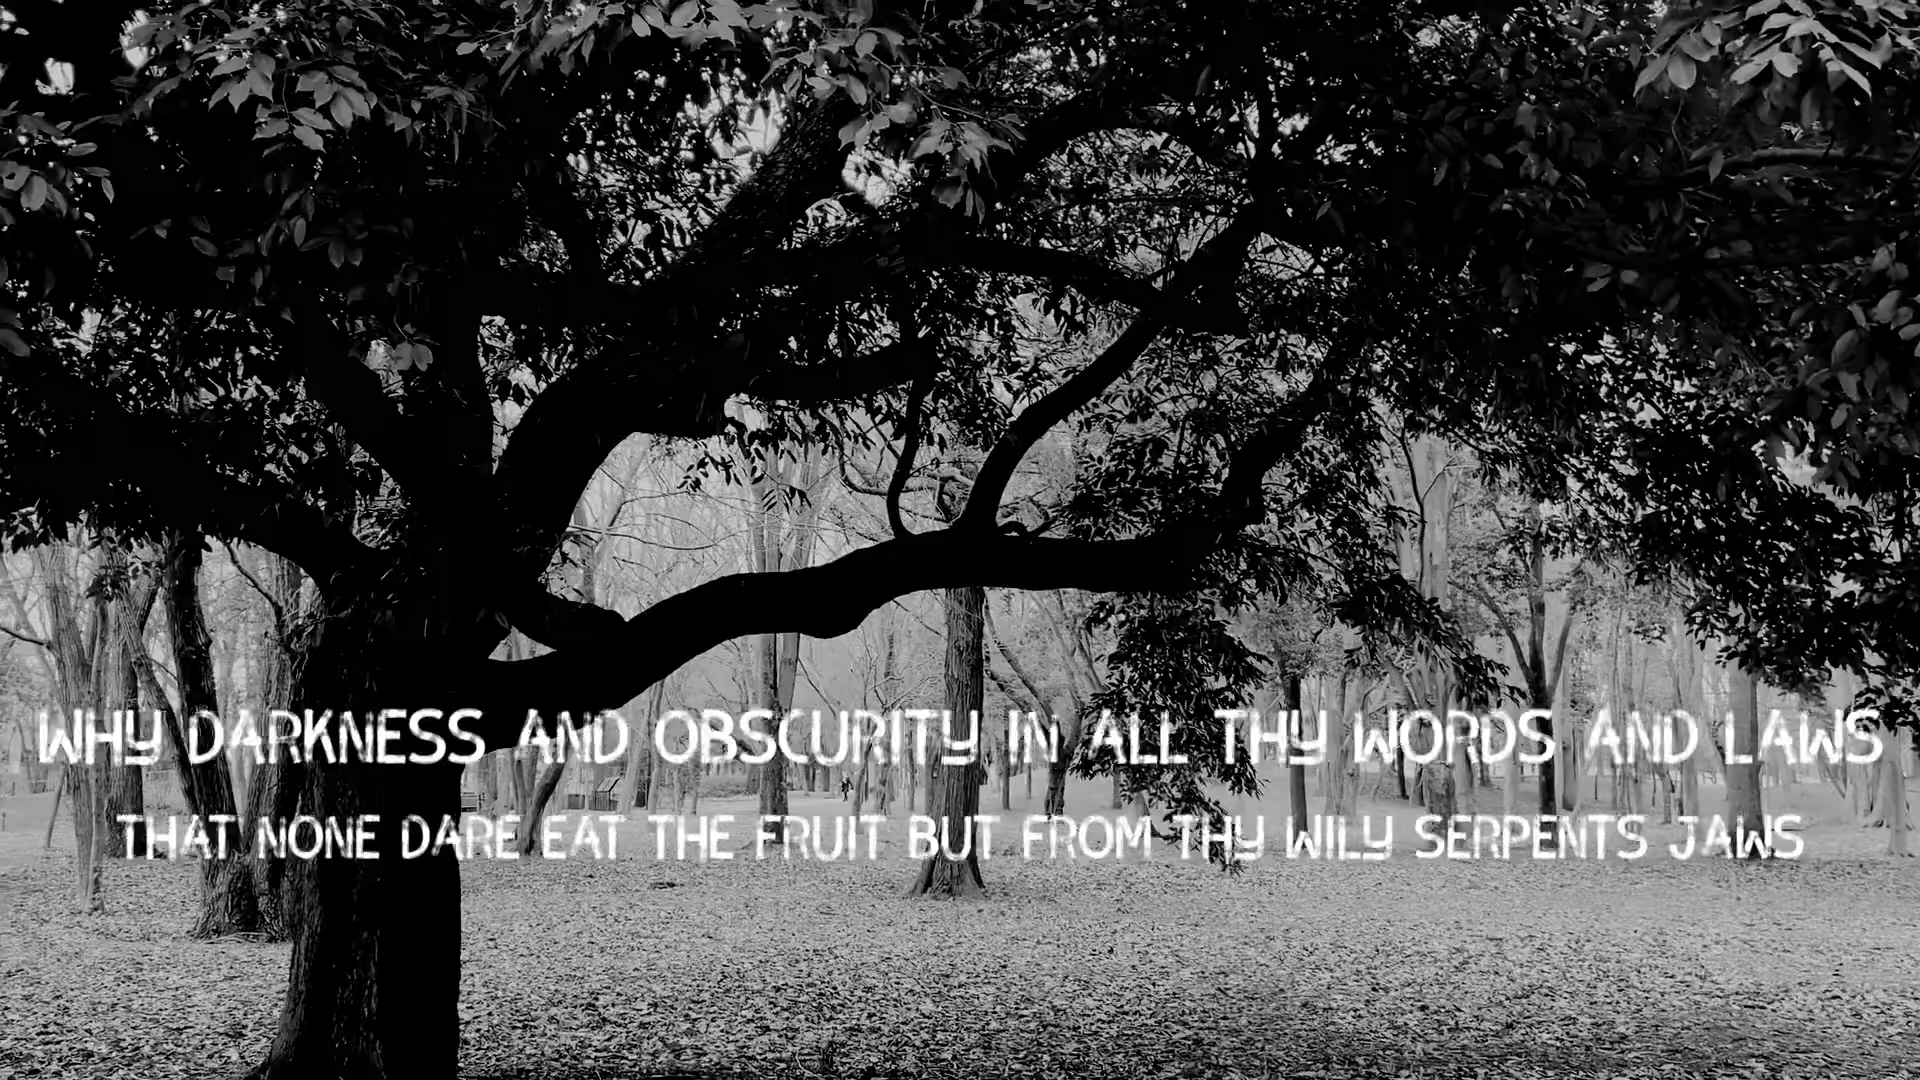 WHY DARKNESS AND OBSCURITY IN ALL THY WORDS AND LAWS
THAT NONE DARE EAT THE FRUIT BUT FROM THY WILY SERPENTS JAWS